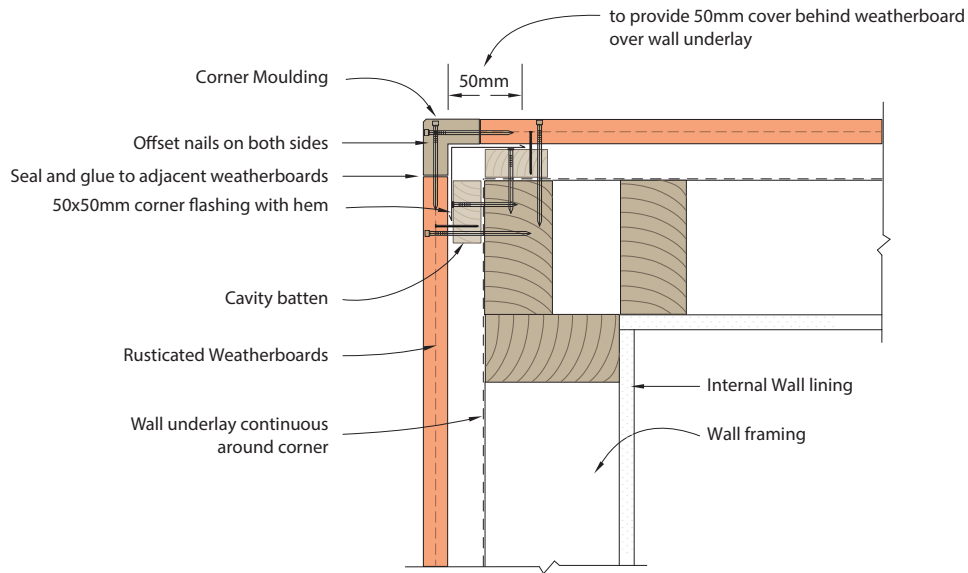 to provide 50mm cover behind weatherboard
over wall underlay
50mm
Corner Moulding
Offset nails on both sides
Seal and glue to adjacent weatherboards
50x50mm corner flashing with hem
Cavity batten
Rusticated Weatherboards
Internal Wall lining
Wall underlay continuous
around corner
Wall framing